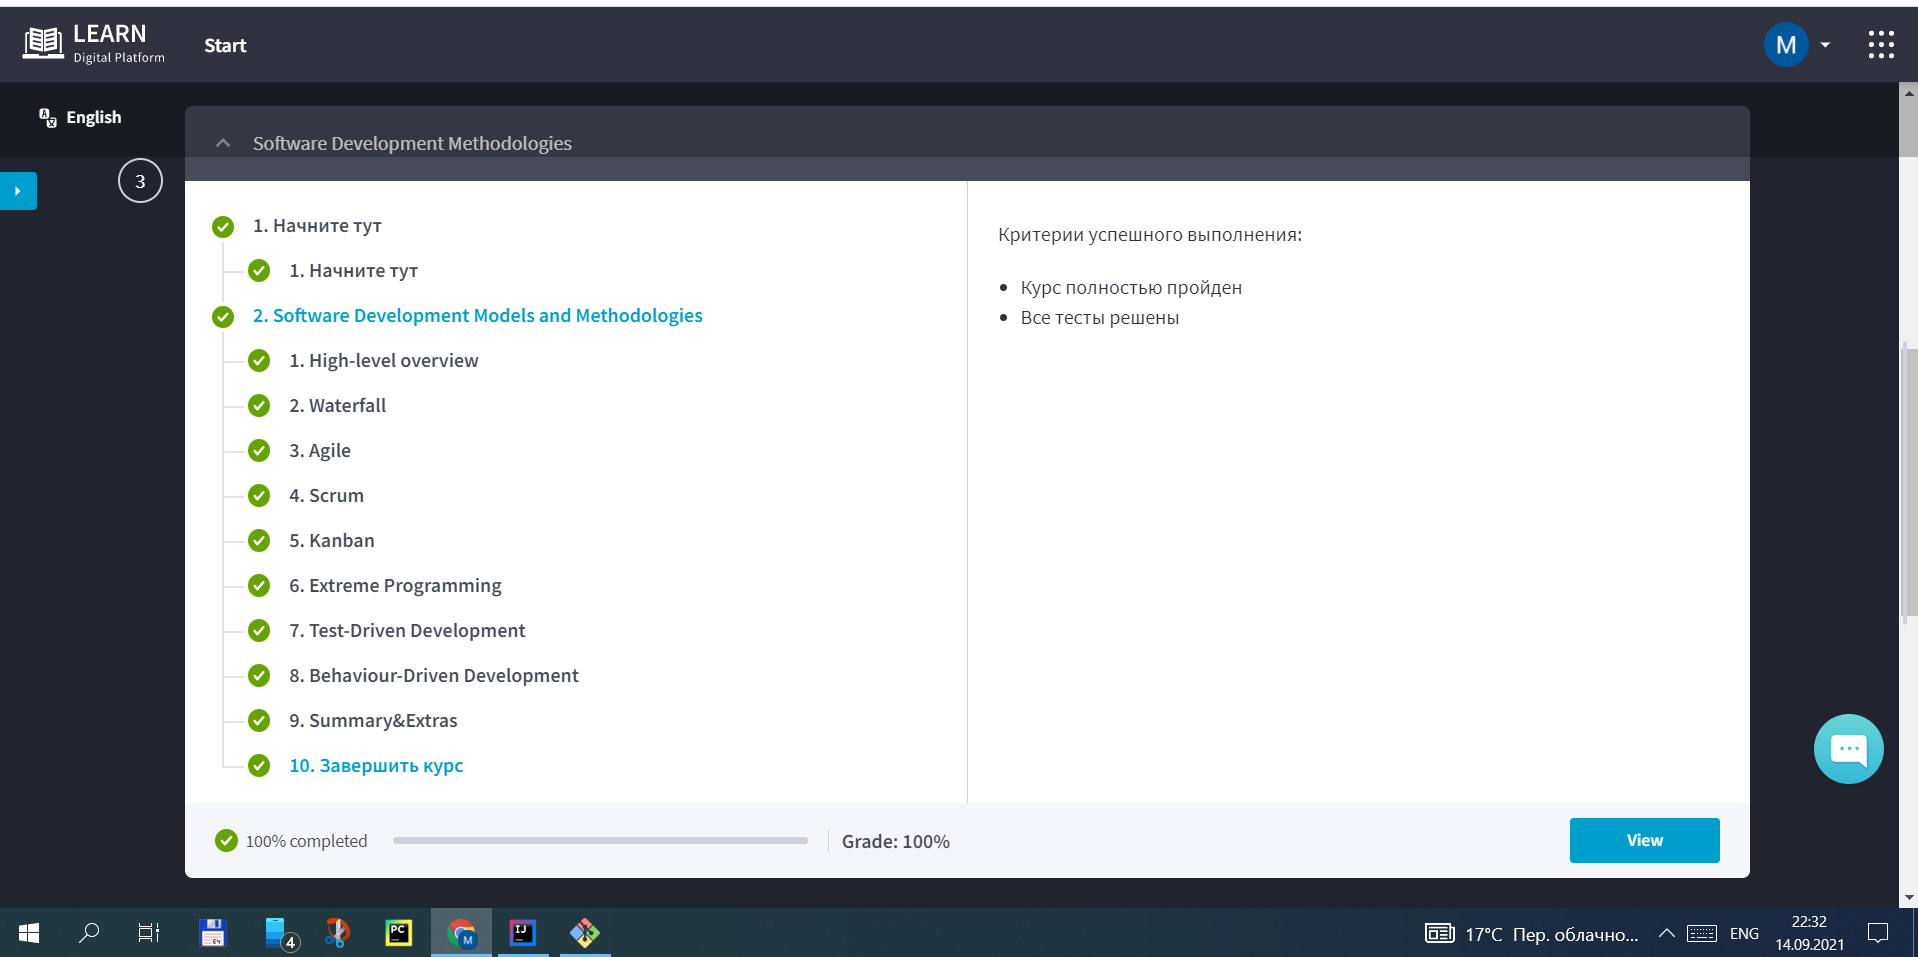 LEARN
Digital Platform
Start
M
English
Software Development Methodologies
3
1. Начните тут
1. Начните тут
2. Software Development Models and Methodologies
1. High-level overview
2. Waterfall
3. Agile
4. Scrum
5. Kanban
6. Extreme Programming
7. Test-Driven Development
8. Behaviour-Driven Development
9. Summary&Extras
10. Завершить курс
Критерии успешного выполнения:
Курс полностью пройден
Все тесты решены
100% completed
Grade: 100%
View
64
4
PC
M
IJ
17°C Пер. облачно...
ENG
22:32
14.09.2021